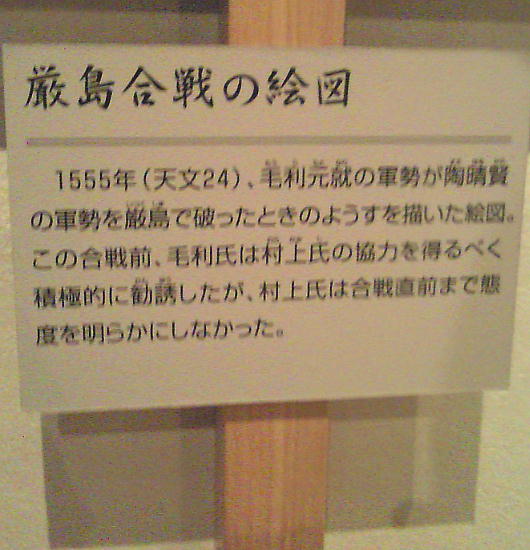 厳島合戦の絵図
1555年（天文24）、毛利元就の軍勢が陶晴賢
の軍勢を厳島で破ったときのようすを描いた絵図。
この合戦前、毛利氏は村上氏の協力を得るべく
積極的に勧誘したが、村上氏は合戦直前まで態
度を明らかにしなかった。